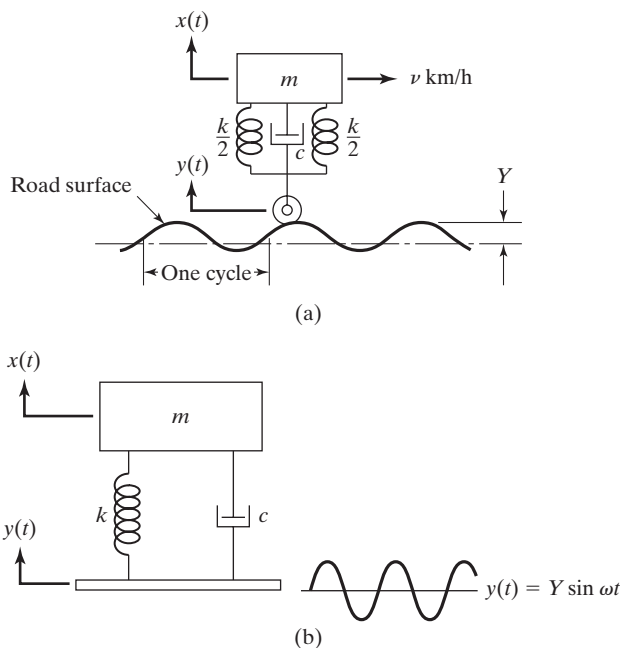 x(t)
m
ν km/h
k/2
c
k/2
y(t)
Road surface
Y
One cycle
(a)
x(t)
m
k
c
y(t)
y(t) = Y sin ωt
(b)